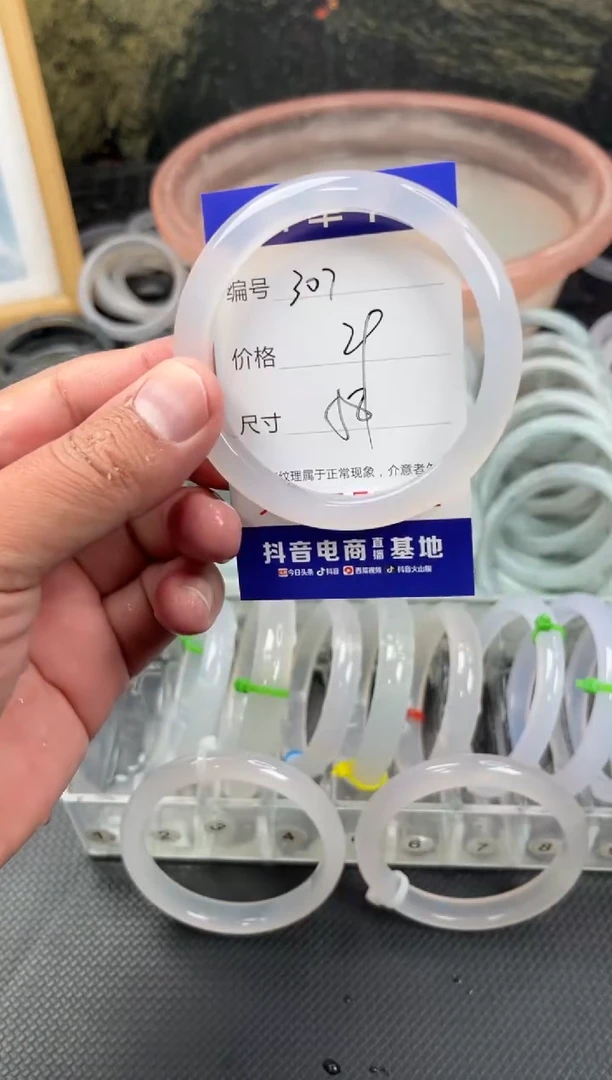 编号 307
价格 29
尺寸 58
纹理属于正常现象，介意者
抖音电商直播基地
今日头条 抖音 西瓜视频 抖音火山版
1 2 3 4 6 7 8